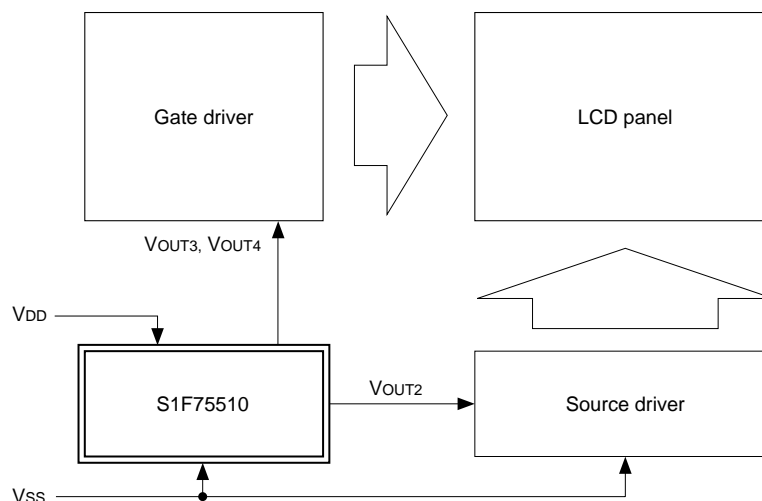 Gate driver
LCD panel
VOUT3, VOUT4
VDD
S1F75510
VOUT2
Source driver
VSS